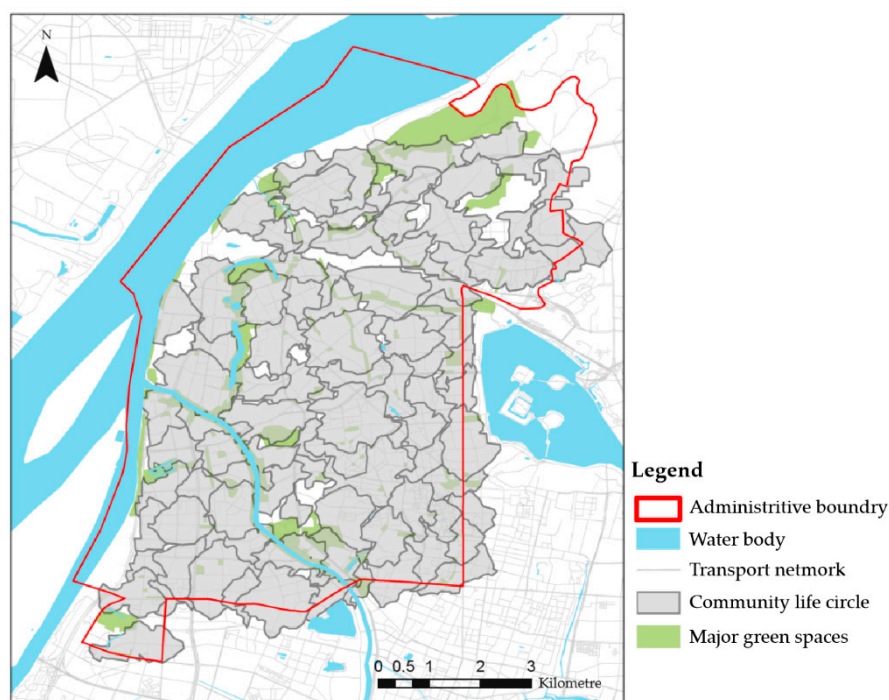 N
Legend
Administritive boundry
Water body
Transport netmork
Community life circle
Major green spaces
0 0.5 1 2 3
Kilometre